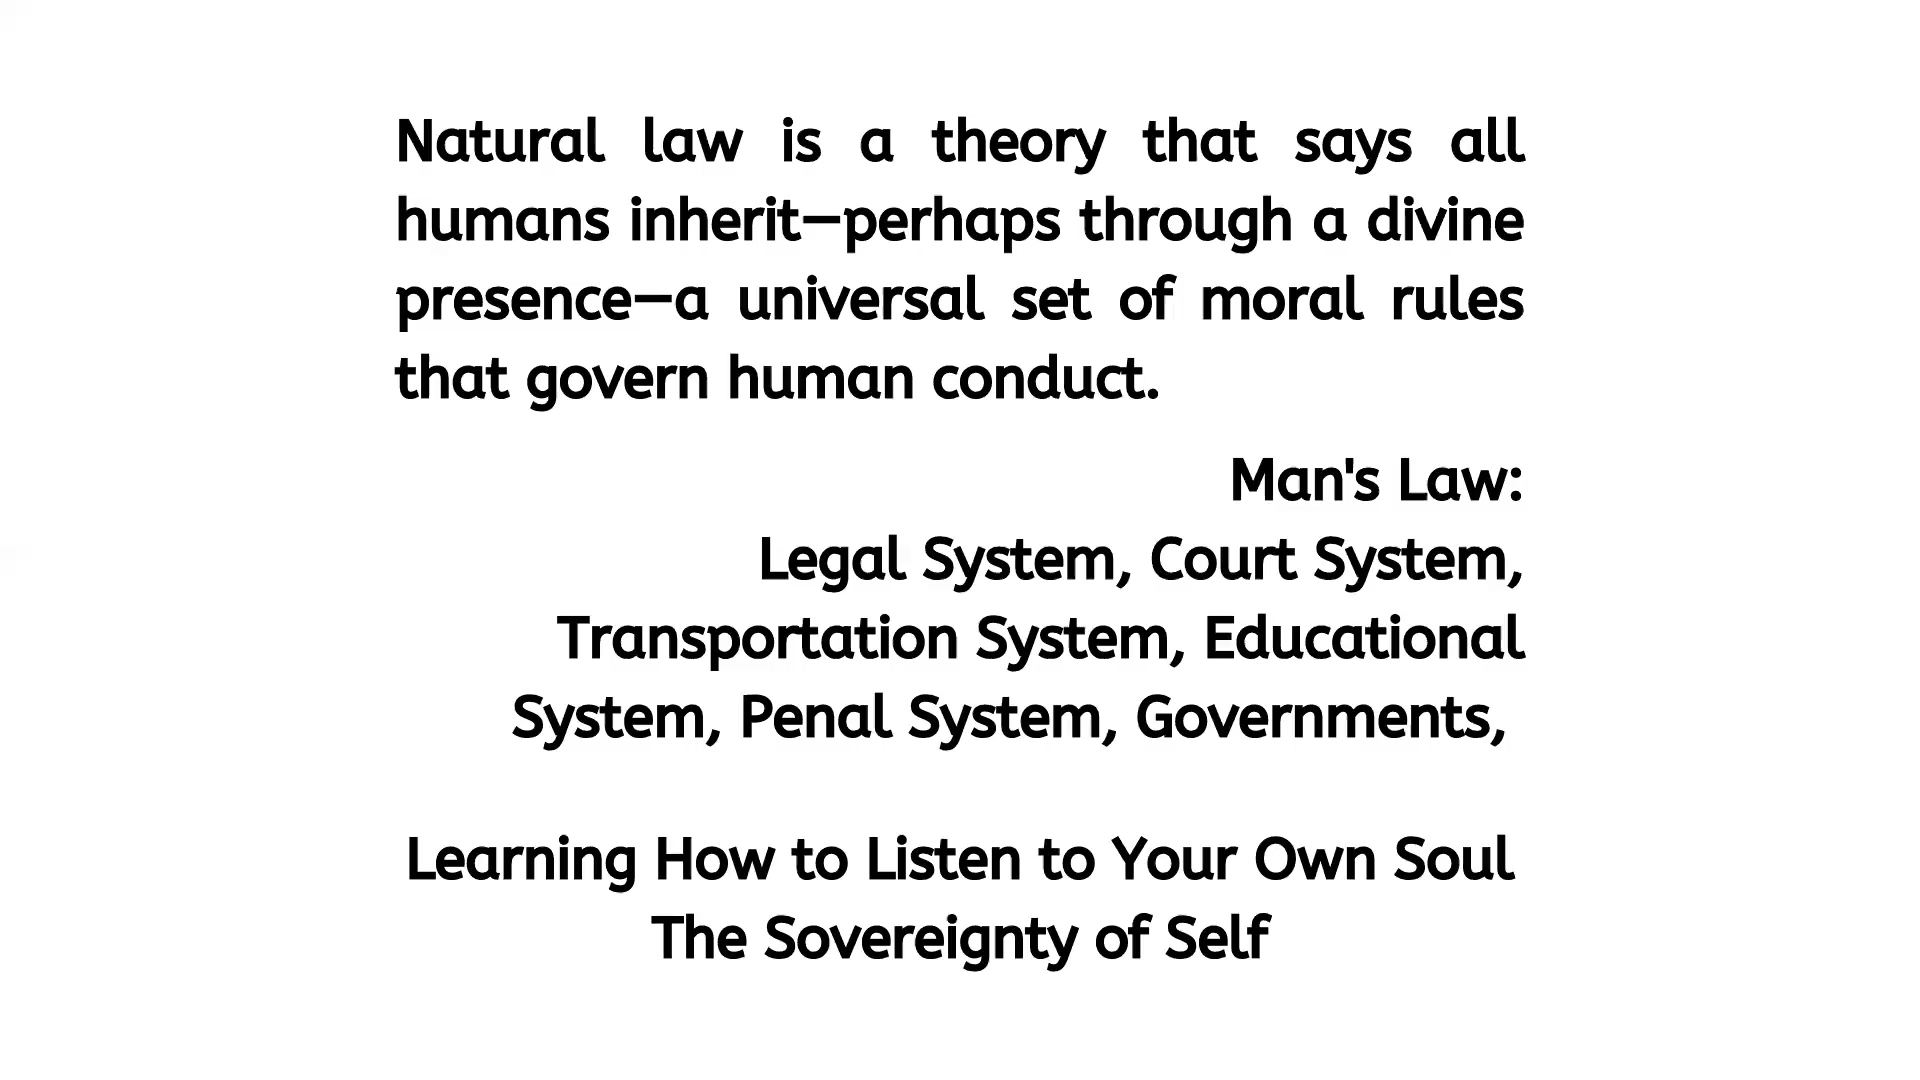 Natural law is a theory that says all
humans inherit—perhaps through a divine
presence—a universal set of moral rules
that govern human conduct.
Man's Law:
Legal System, Court System,
Transportation System, Educational
System, Penal System, Governments,
Learning How to Listen to Your Own Soul
The Sovereignty of Self